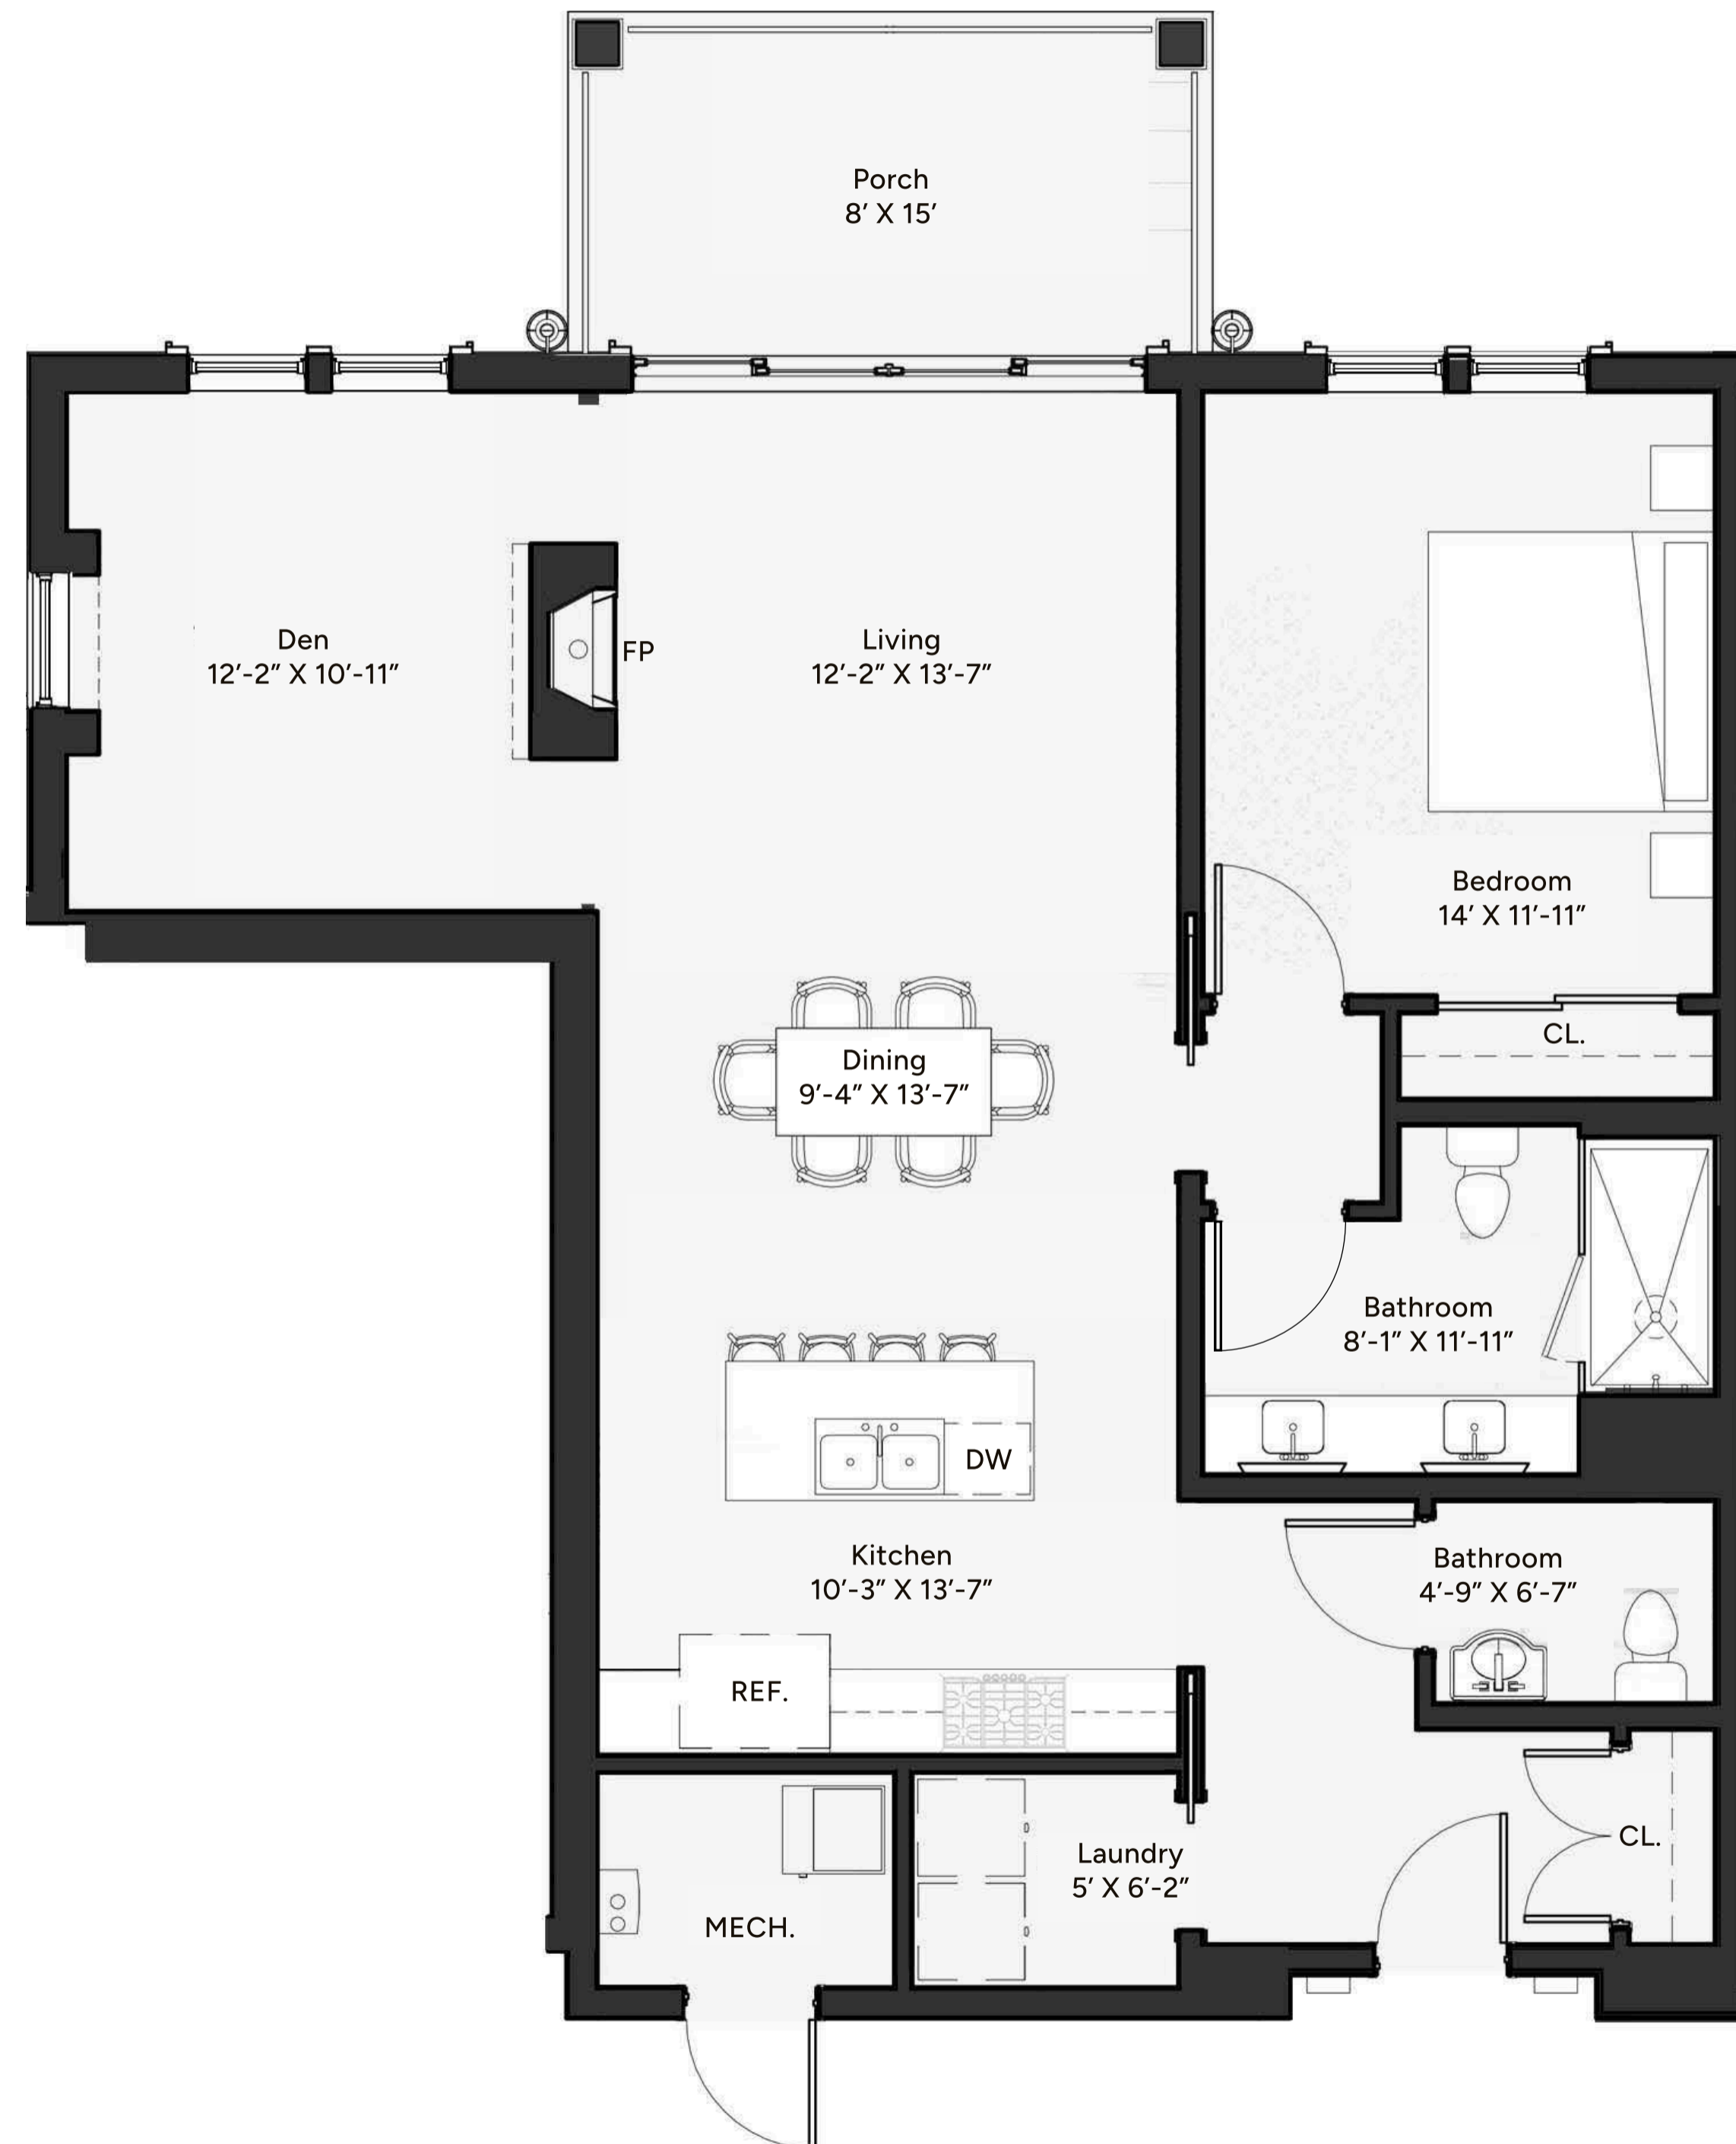 Porch
8’ X 15’
Den
12’-2” X 10’-11”
FP
Living
12’-2” X 13’-7”
Bedroom
14’ X 11’-11”
CL.
Dining
9’-4” X 13’-7”
Bathroom
8’-1” X 11’-11”
DW
Kitchen
10’-3” X 13’-7”
Bathroom
4’-9” X 6’-7”
REF.
Laundry
5’ X 6’-2”
CL.
MECH.